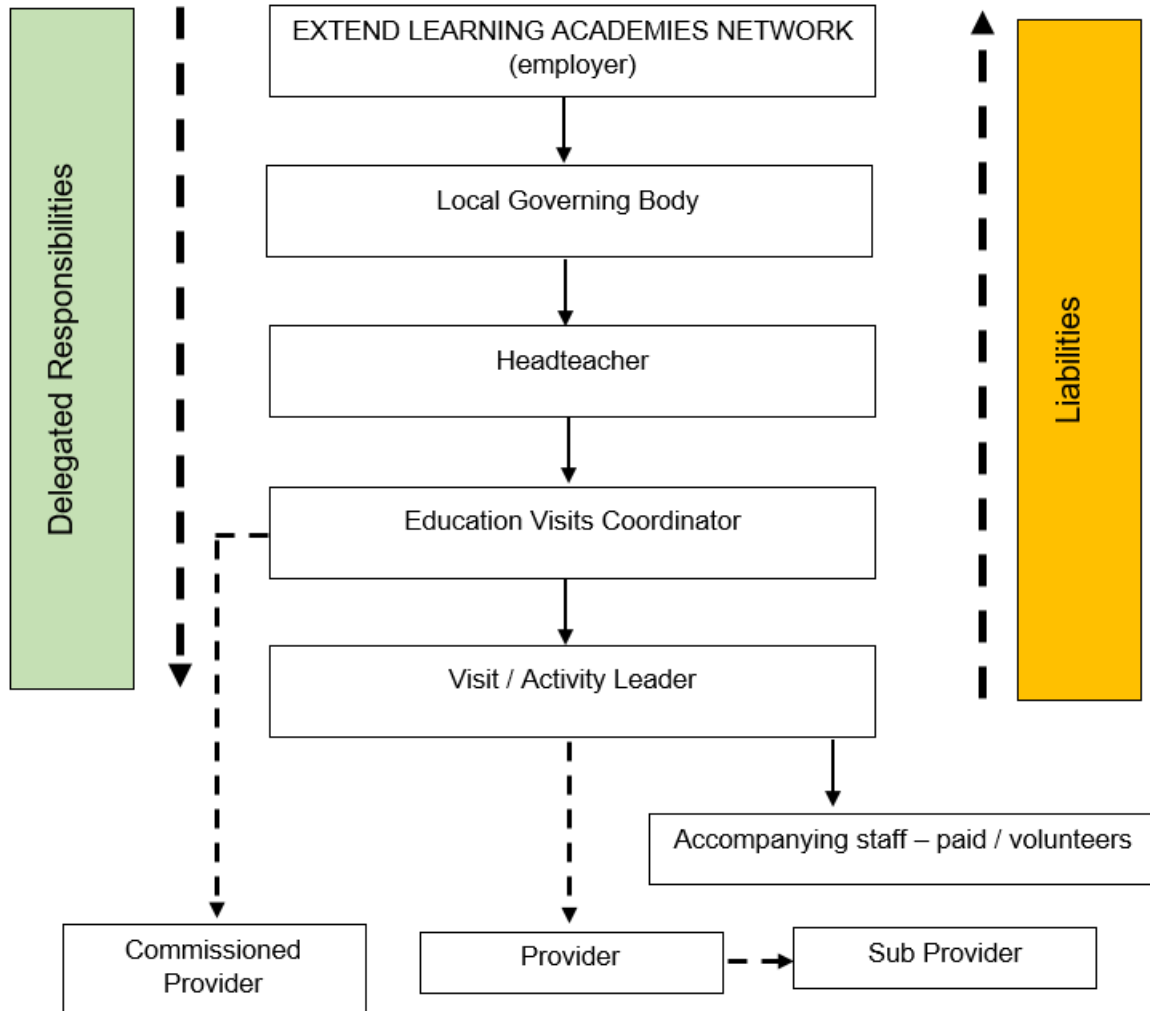 EXTEND LEARNING ACADEMIES NETWORK
(employer)
Delegated Responsibilities
Liabilities
Local Governing Body
Headteacher
Education Visits Coordinator
Visit / Activity Leader
Accompanying staff – paid / volunteers
Commissioned
Provider
Provider
Sub Provider